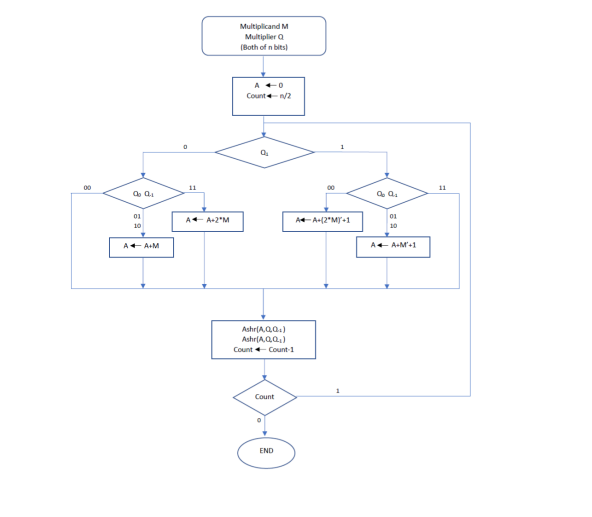 Multiplicand M
Multiplier Q
(Both of n bits)
A ← 0
Count ← n/2
0
Q₁
1
00
Q₀ Q₋₁
11
00
Q₀ Q₋₁
11
01
10
A ← A+2*M
A ← A+(2*M)'+1
01
10
A ← A+M
A ← A+M'+1
Ashr(A,Q,Q₋₁)
Ashr(A,Q,Q₋₁)
Count ← Count-1
Count
1
0
END